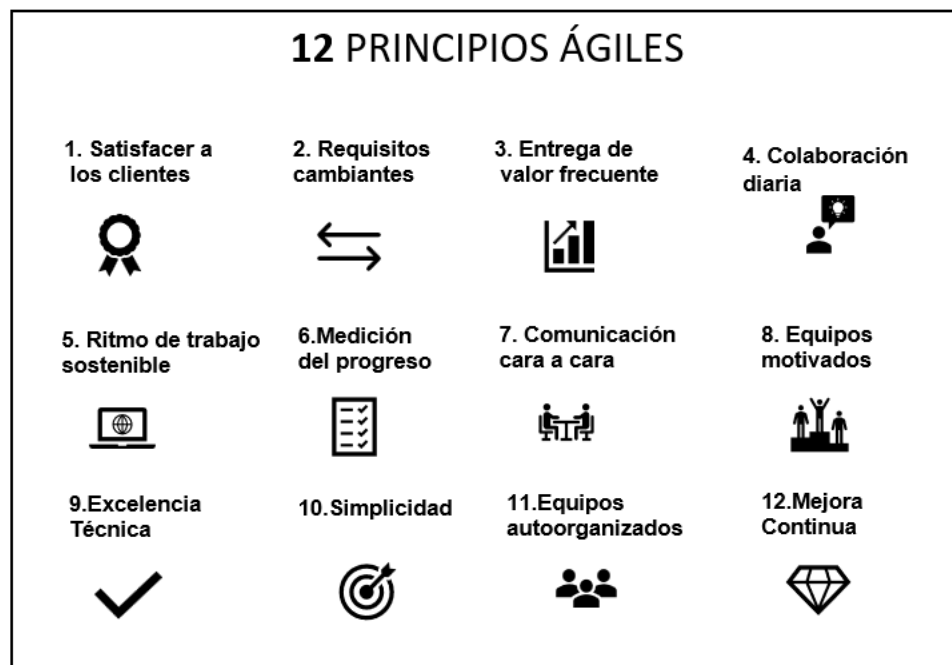 12 PRINCIPIOS ÁGILES
1. Satisfacer a
los clientes
2. Requisitos
cambiantes
3. Entrega de
valor frecuente
4. Colaboración
diaria
5. Ritmo de trabajo
sostenible
6.Medición
del progreso
7. Comunicación
cara a cara
8. Equipos
motivados
9.Excelencia
Técnica
10.Simplicidad
11.Equipos
autoorganizados
12.Mejora
Continua